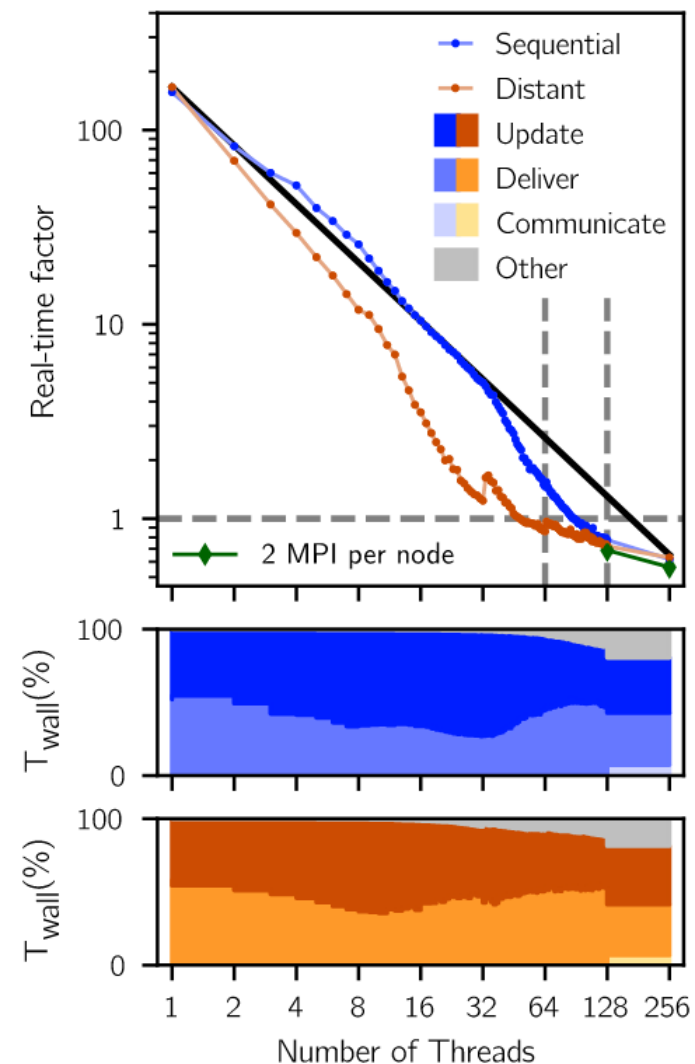 Sequential
Distant
Update
Deliver
Communicate
Other
100
10
1
Real-time factor
2 MPI per node
100
0
T_wall(%)
100
0
T_wall(%)
1 2 4 8 16 32 64 128 256
Number of Threads